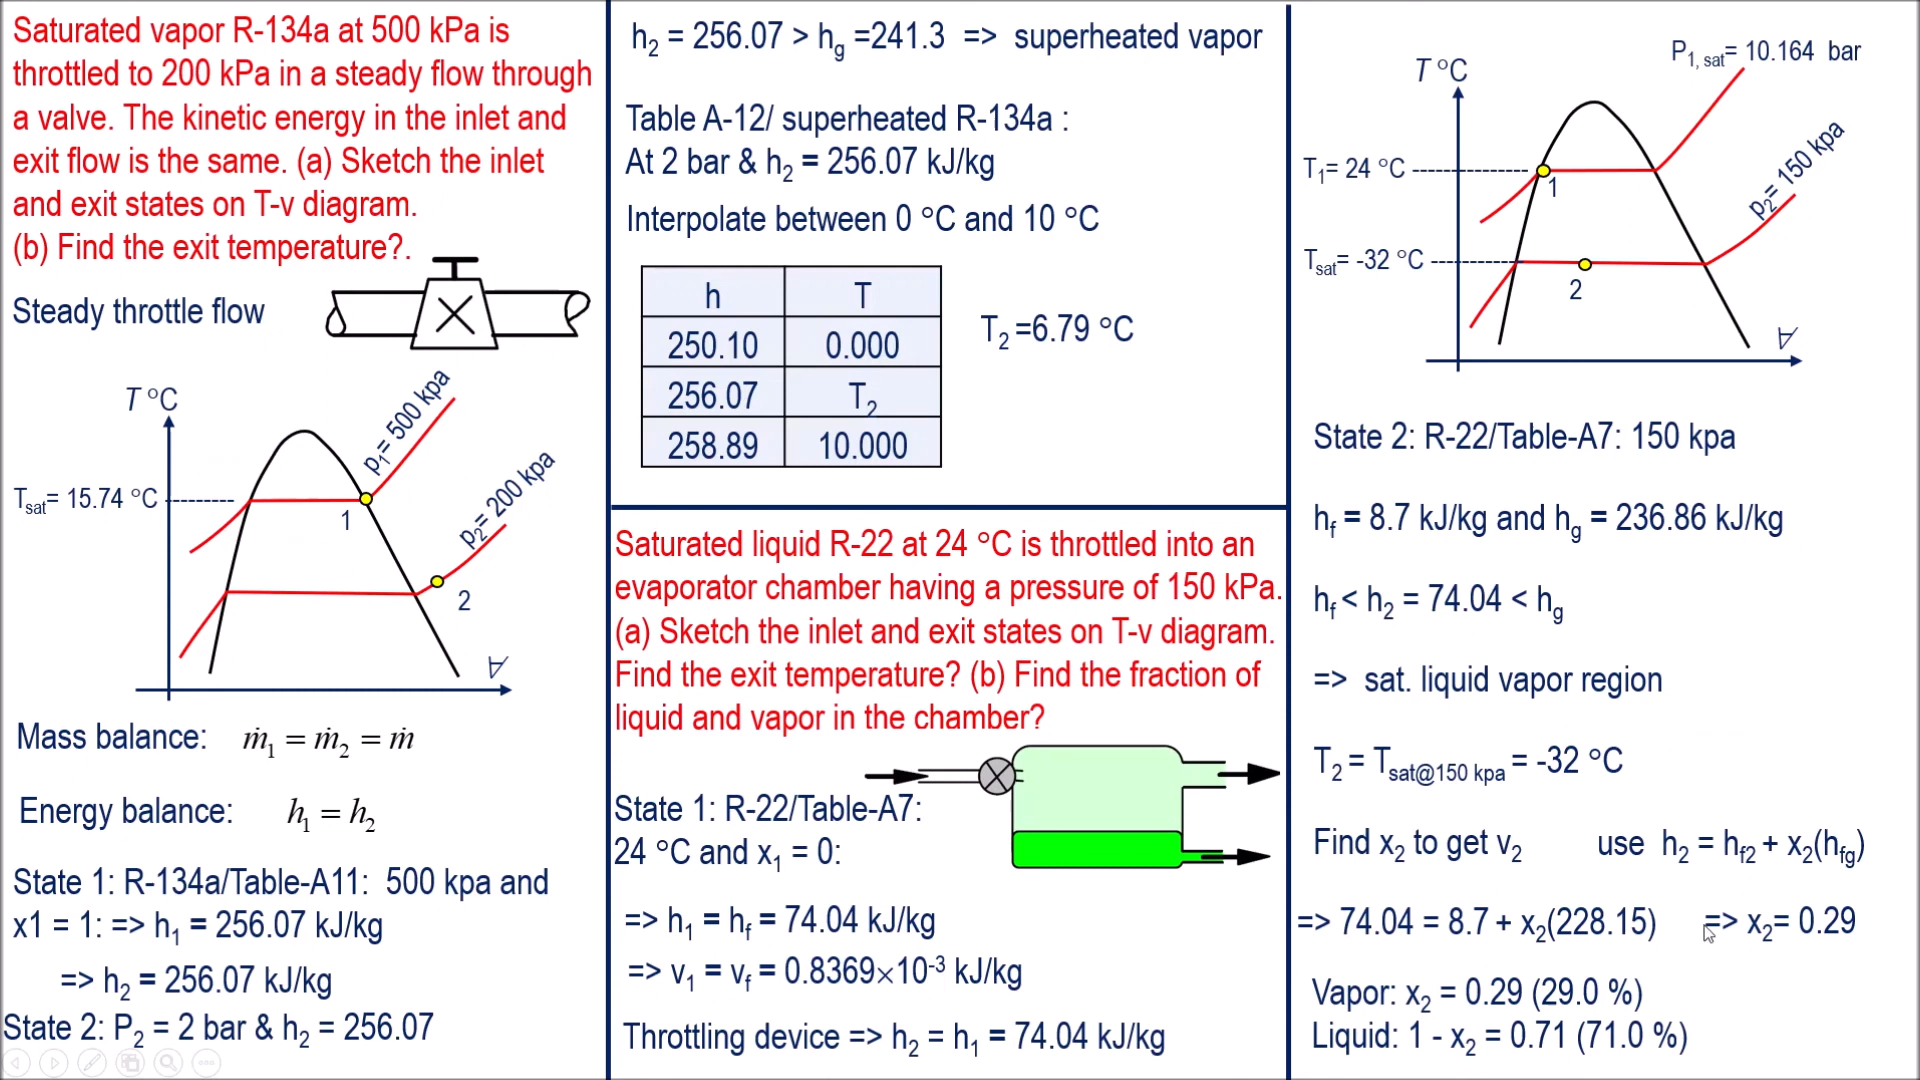 Saturated vapor R-134a at 500 kPa is
throttled to 200 kPa in a steady flow through
a valve. The kinetic energy in the inlet and
exit flow is the same. (a) Sketch the inlet
and exit states on T-v diagram.
(b) Find the exit temperature?.
Steady throttle flow
T °C
p₁= 500 kpa
p₂= 200 kpa
Tsat= 15.74 °C
1
2
V
Mass balance: ṁ₁ = ṁ₂ = ṁ
Energy balance: h₁ = h₂
State 1: R-134a/Table-A11: 500 kpa and
x1 = 1: => h₁ = 256.07 kJ/kg
=> h₂ = 256.07 kJ/kg
State 2: P₂ = 2 bar & h₂ = 256.07
h₂ = 256.07 > hg =241.3 => superheated vapor
Table A-12/ superheated R-134a :
At 2 bar & h₂ = 256.07 kJ/kg
Interpolate between 0 °C and 10 °C
h T
250.10 0.000
256.07 T₂
258.89 10.000
T₂ =6.79 °C
Saturated liquid R-22 at 24 °C is throttled into an
evaporator chamber having a pressure of 150 kPa.
(a) Sketch the inlet and exit states on T-v diagram.
Find the exit temperature? (b) Find the fraction of
liquid and vapor in the chamber?
State 1: R-22/Table-A7:
24 °C and x₁ = 0:
=> h₁ = hf = 74.04 kJ/kg
=> v₁ = vf = 0.8369×10⁻³ kJ/kg
Throttling device => h₂ = h₁ = 74.04 kJ/kg
P₁, sat= 10.164 bar
T °C
p₂= 150 kpa
T₁= 24 °C
1
Tsat= -32 °C
2
V
State 2: R-22/Table-A7: 150 kpa
hf = 8.7 kJ/kg and hg = 236.86 kJ/kg
hf < h₂ = 74.04 < hg
=> sat. liquid vapor region
T₂ = Tsat@150 kpa = -32 °C
Find x₂ to get v₂ use h₂ = hf2 + x₂(hfg)
=> 74.04 = 8.7 + x₂(228.15) => x₂= 0.29
Vapor: x₂ = 0.29 (29.0 %)
Liquid: 1 - x₂ = 0.71 (71.0 %)